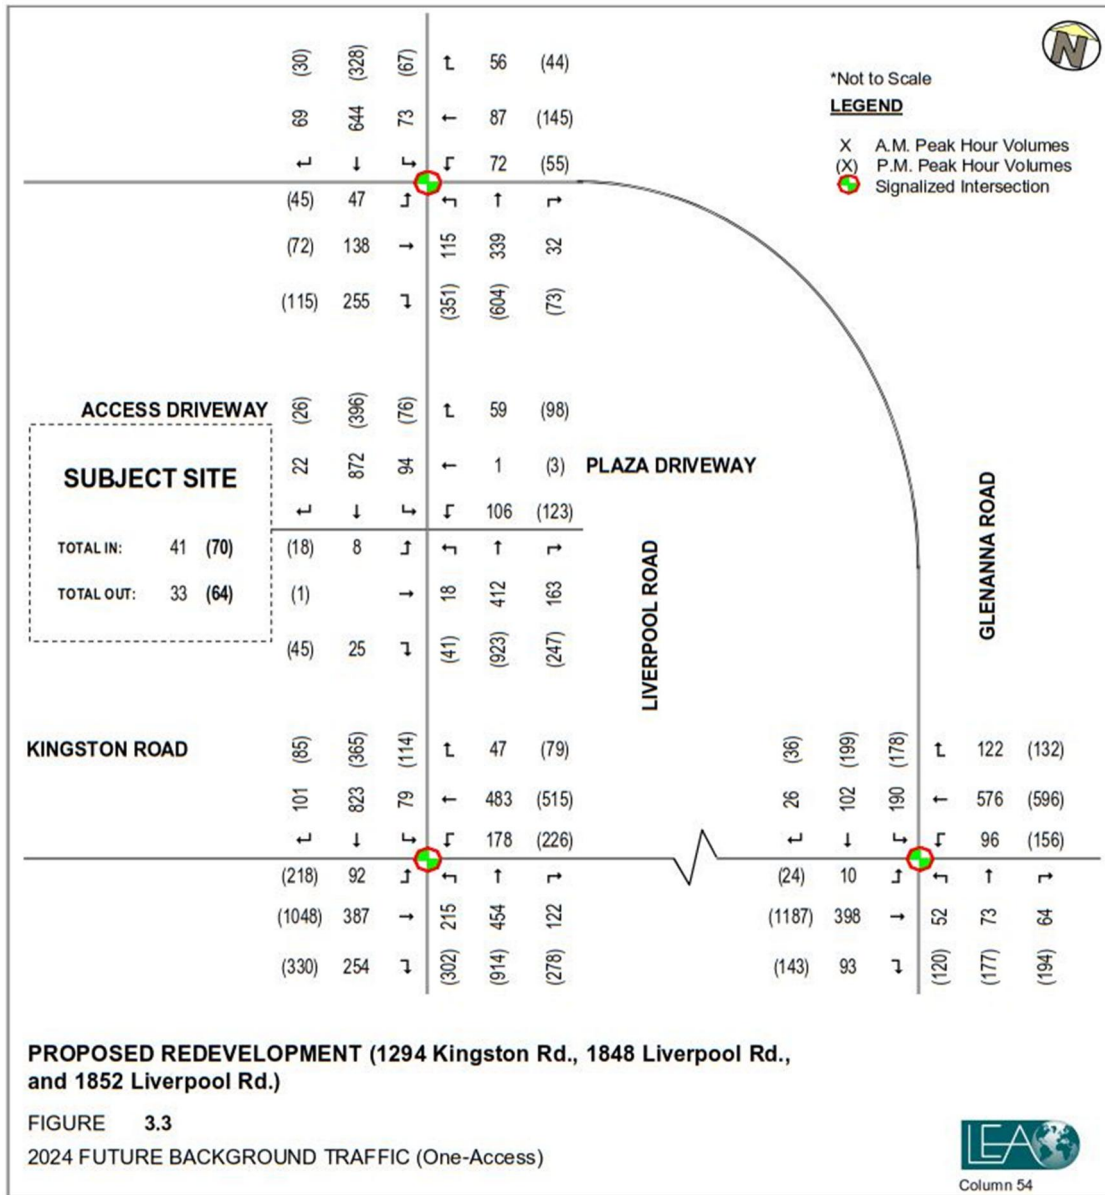 (30) (328) (67) 56 (44)
69 644 73 87 (145)
72 (55)
(45) 47
(72) 138 115 339 32
(115) 255 (351) (604) (73)
N
*Not to Scale
LEGEND
X A.M. Peak Hour Volumes
(X) P.M. Peak Hour Volumes
Signalized Intersection
ACCESS DRIVEWAY (26) (396) (76) 59 (98)
22 872 94 1 (3) PLAZA DRIVEWAY
106 (123)
SUBJECT SITE
TOTAL IN: 41 (70)
TOTAL OUT: 33 (64)
(18) 8
(1) 18 412 163
(45) 25 (41) (923) (247)
LIVERPOOL ROAD
GLENANNA ROAD
KINGSTON ROAD (85) (365) (114) 47 (79)
101 823 79 483 (515)
178 (226)
(218) 92
(1048) 387 215 454 122
(330) 254 (302) (914) (278)
(36) (199) (178) 122 (132)
26 102 190 576 (596)
96 (156)
(24) 10
(1187) 398 52 73 64
(143) 93 (120) (177) (194)
PROPOSED REDEVELOPMENT (1294 Kingston Rd., 1848 Liverpool Rd.,
and 1852 Liverpool Rd.)
FIGURE 3.3
2024 FUTURE BACKGROUND TRAFFIC (One-Access)
LEA
Column 54